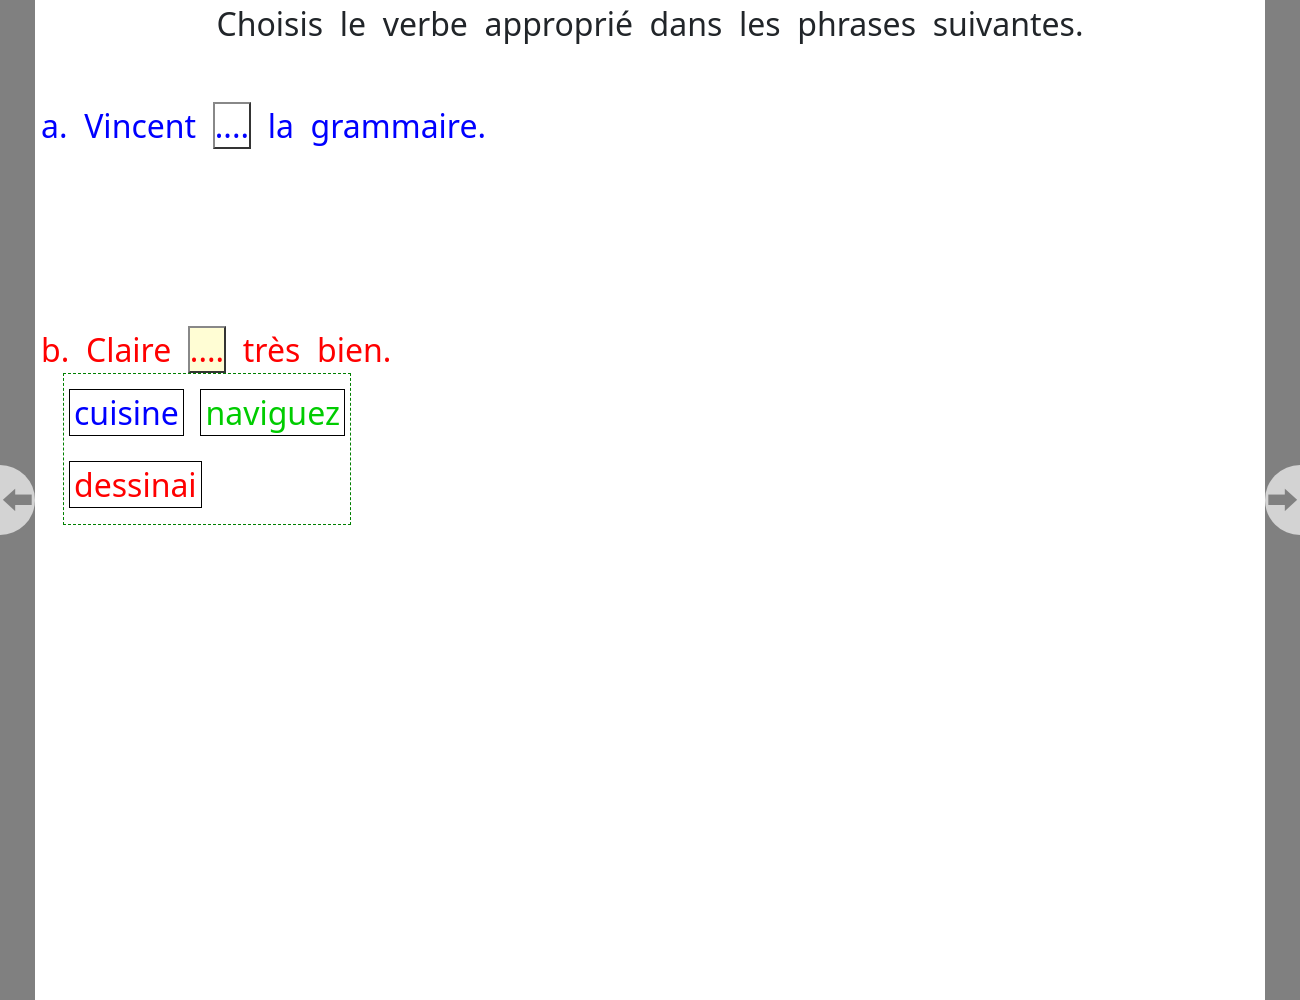 Choisis le verbe approprié dans les phrases suivantes.
a. Vincent .... la grammaire.
b. Claire .... très bien.
cuisine naviguez
dessinai